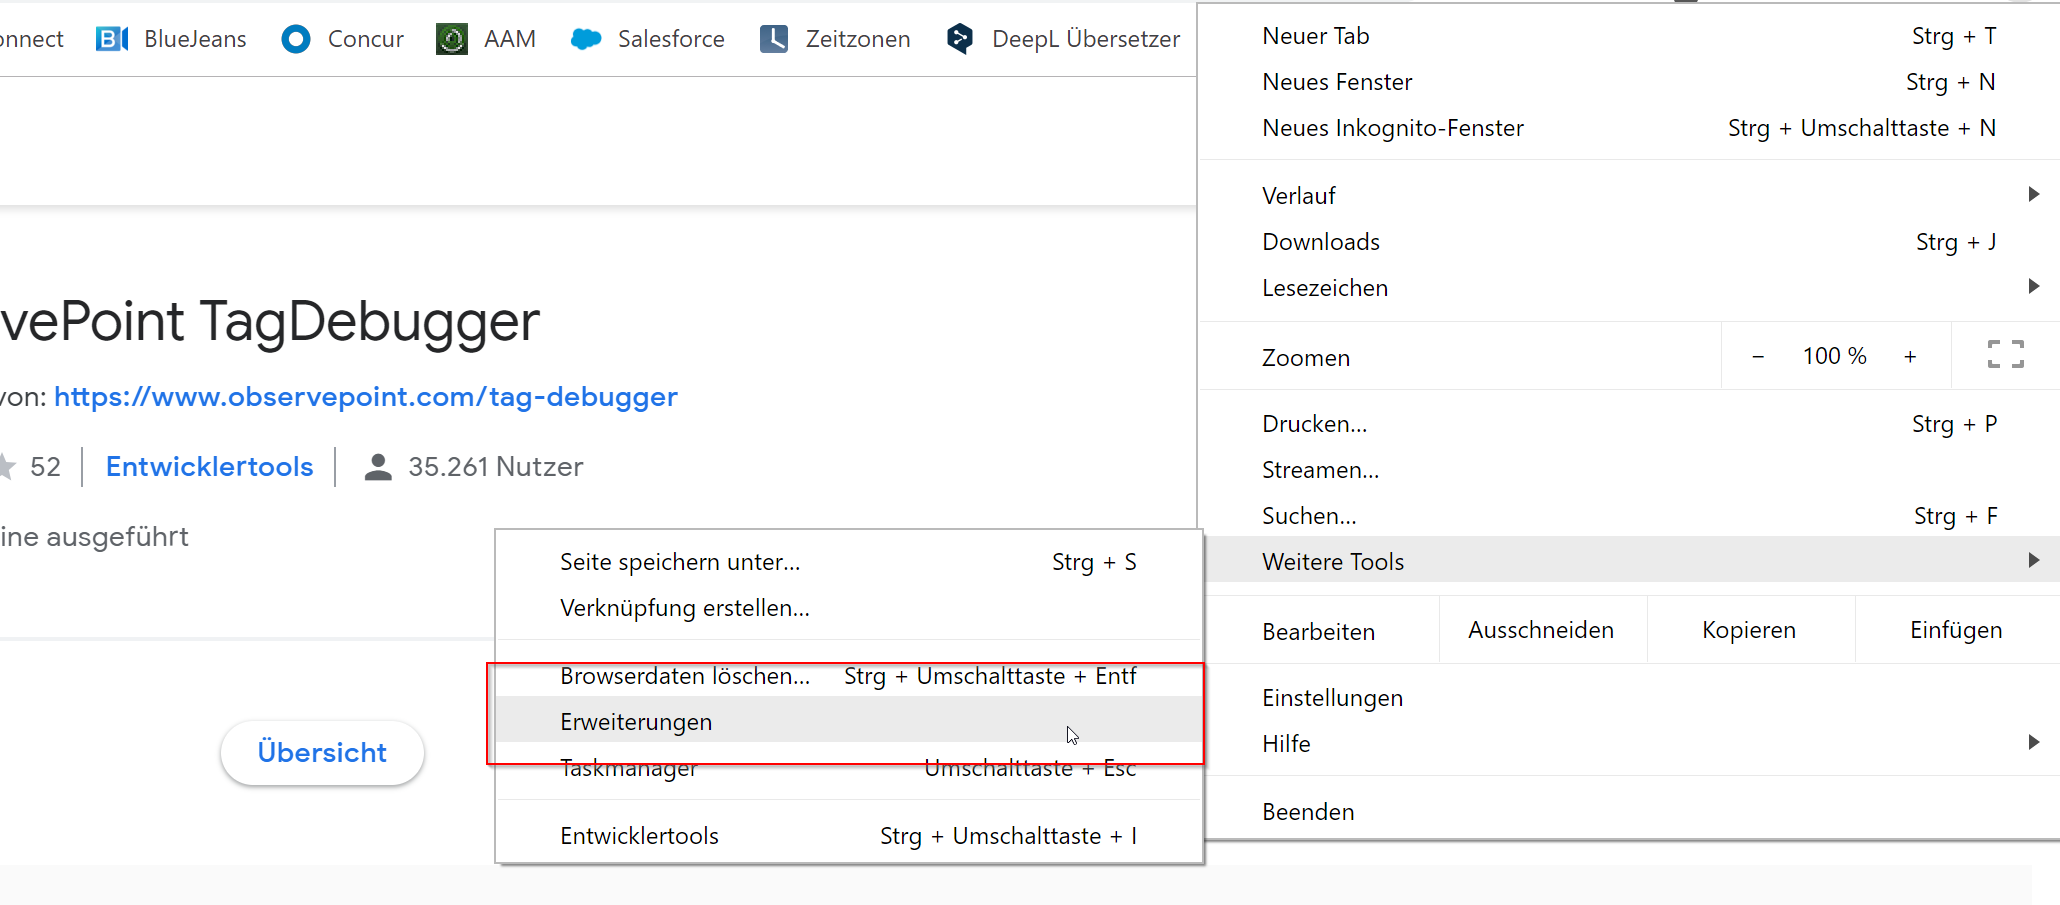 onnect BlueJeans Concur AAM Salesforce Zeitzonen DeepL Übersetzer
vePoint TagDebugger
von: https://www.observepoint.com/tag-debugger
52 Entwicklertools 35.261 Nutzer
ine ausgeführt
Übersicht
Neuer Tab Strg + T
Neues Fenster Strg + N
Neues Inkognito-Fenster Strg + Umschalttaste + N
Verlauf
Downloads Strg + J
Lesezeichen
Zoomen − 100 % +
Drucken... Strg + P
Streamen...
Suchen... Strg + F
Weitere Tools
Bearbeiten Ausschneiden Kopieren Einfügen
Einstellungen
Hilfe
Beenden
Seite speichern unter... Strg + S
Verknüpfung erstellen...
Browserdaten löschen... Strg + Umschalttaste + Entf
Erweiterungen
Taskmanager Umschalttaste + Esc
Entwicklertools Strg + Umschalttaste + I